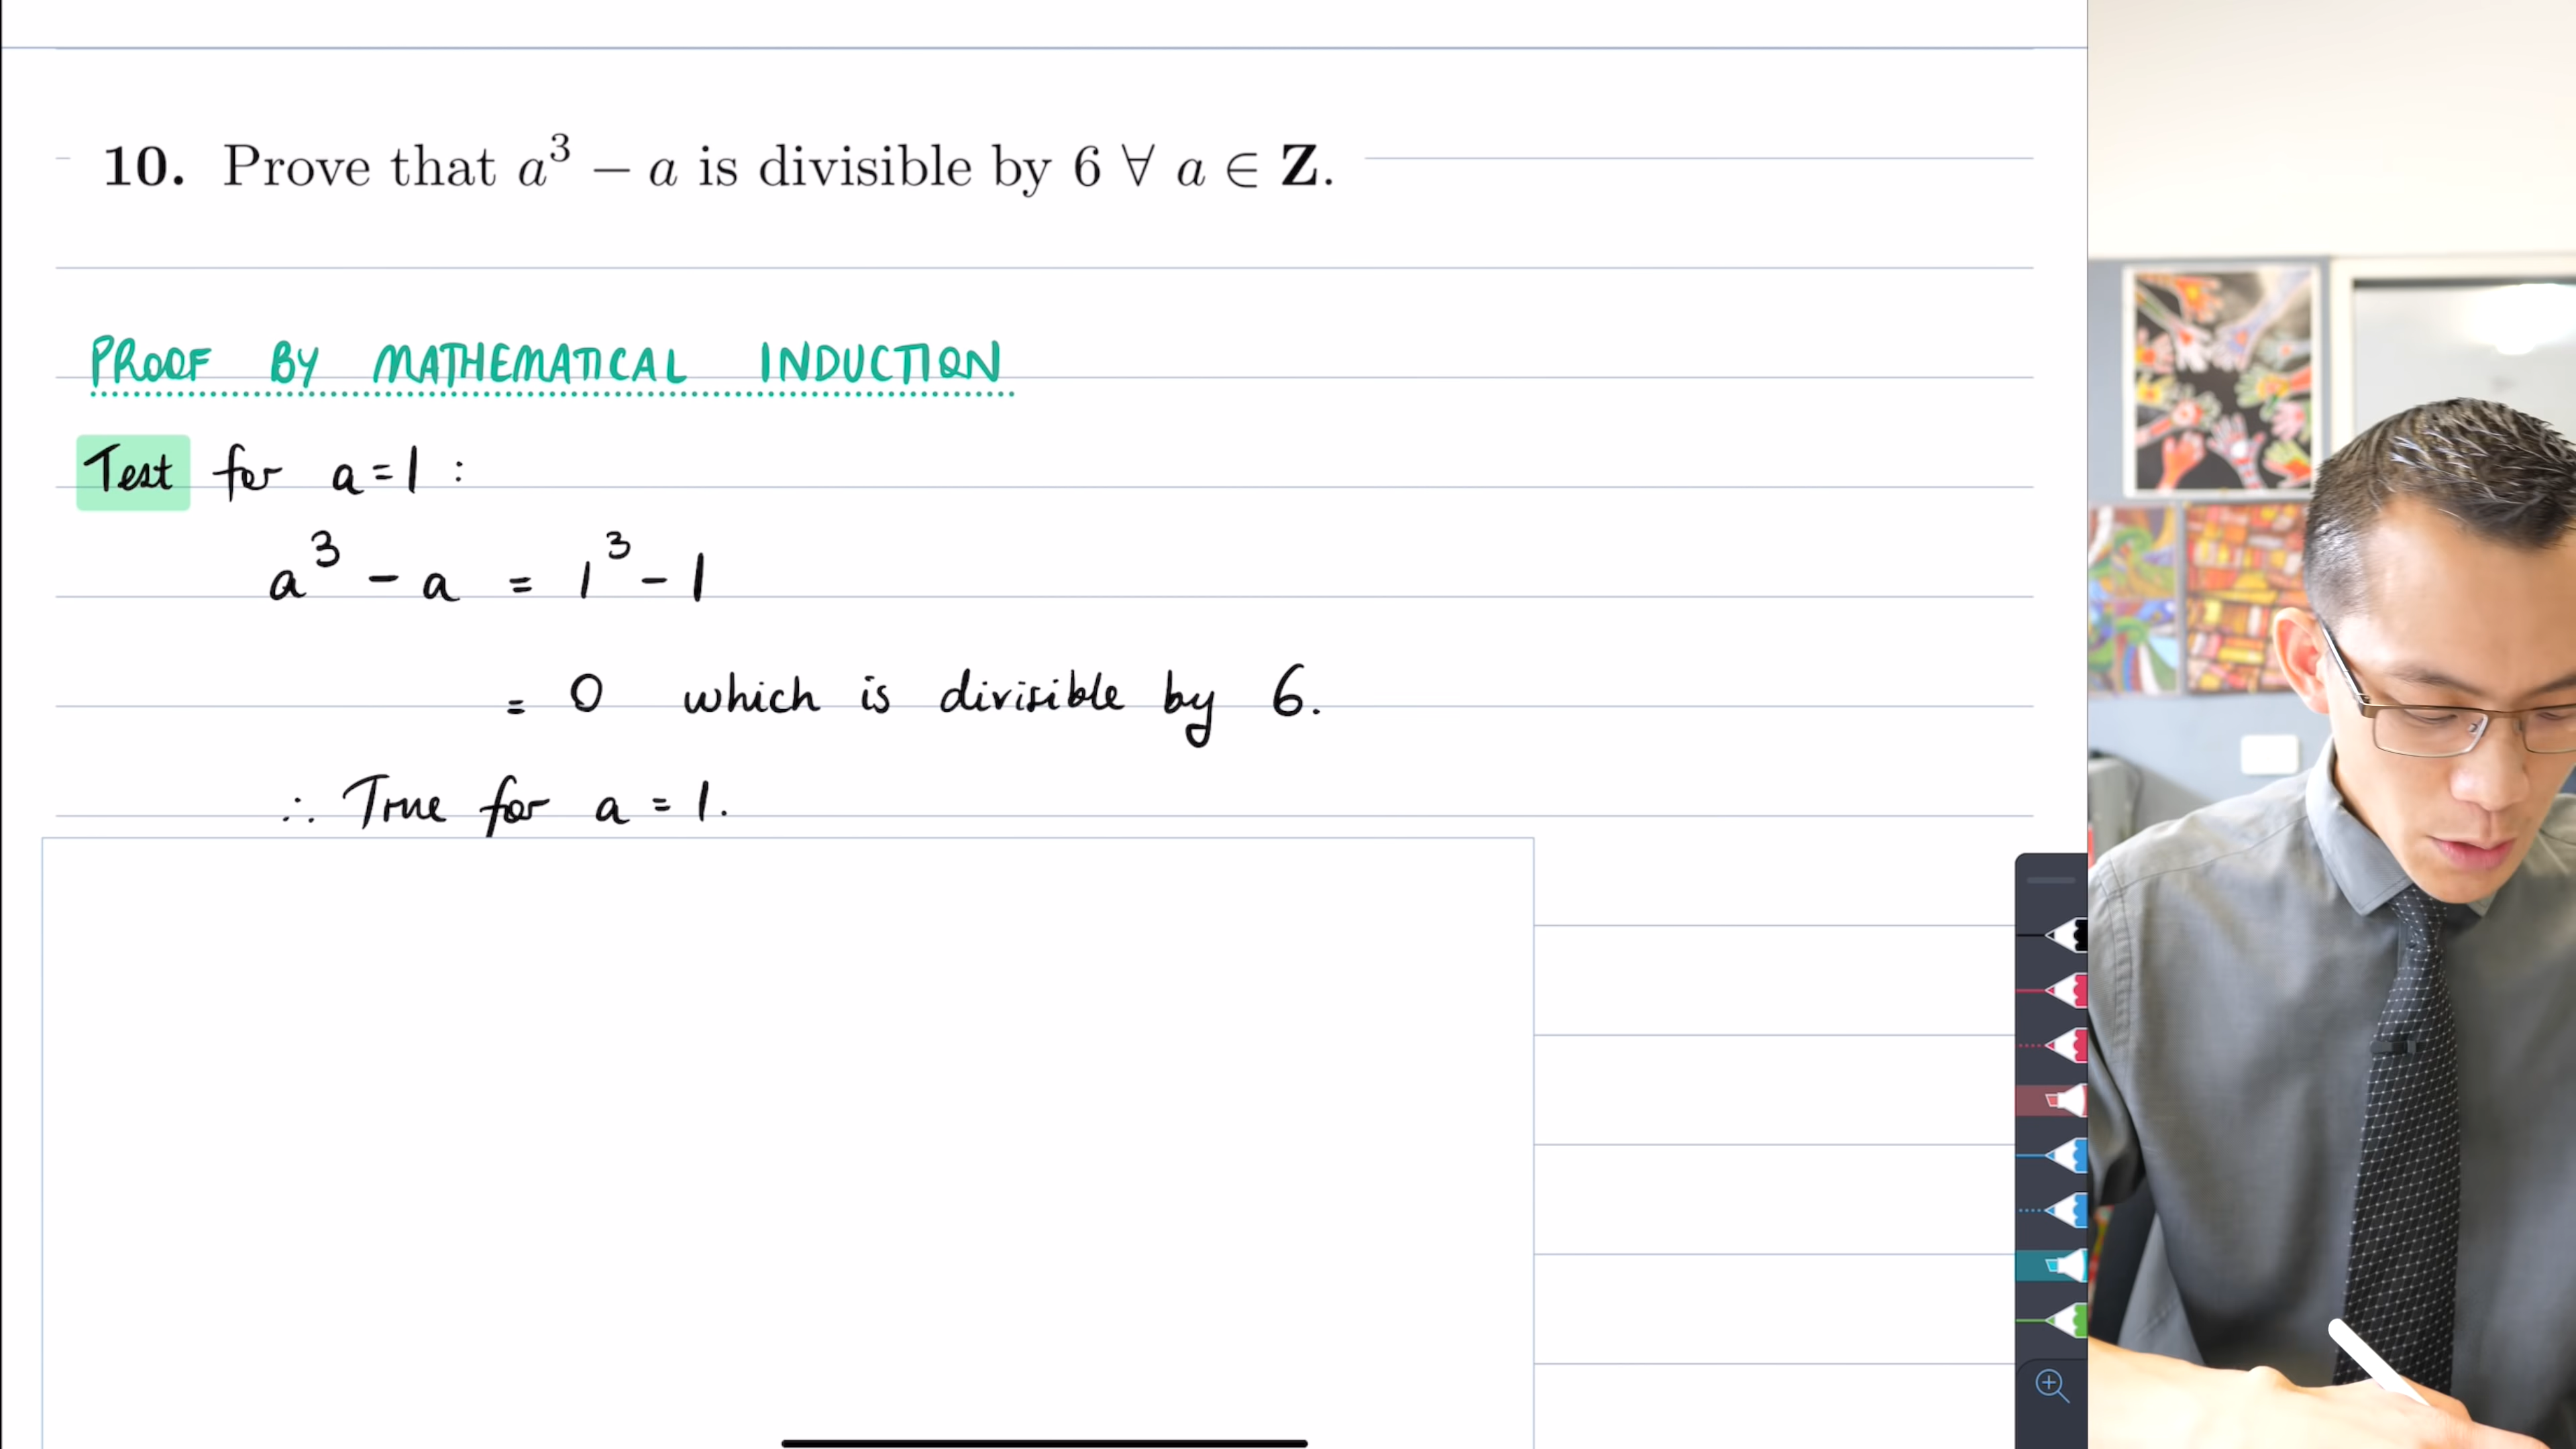 10. Prove that a³ − a is divisible by 6 ∀ a ∈ Z.
PROOF BY MATHEMATICAL INDUCTION
Test for a=1 :
a³ - a = 1³ - 1
= 0 which is divisible by 6.
∴ True for a = 1.